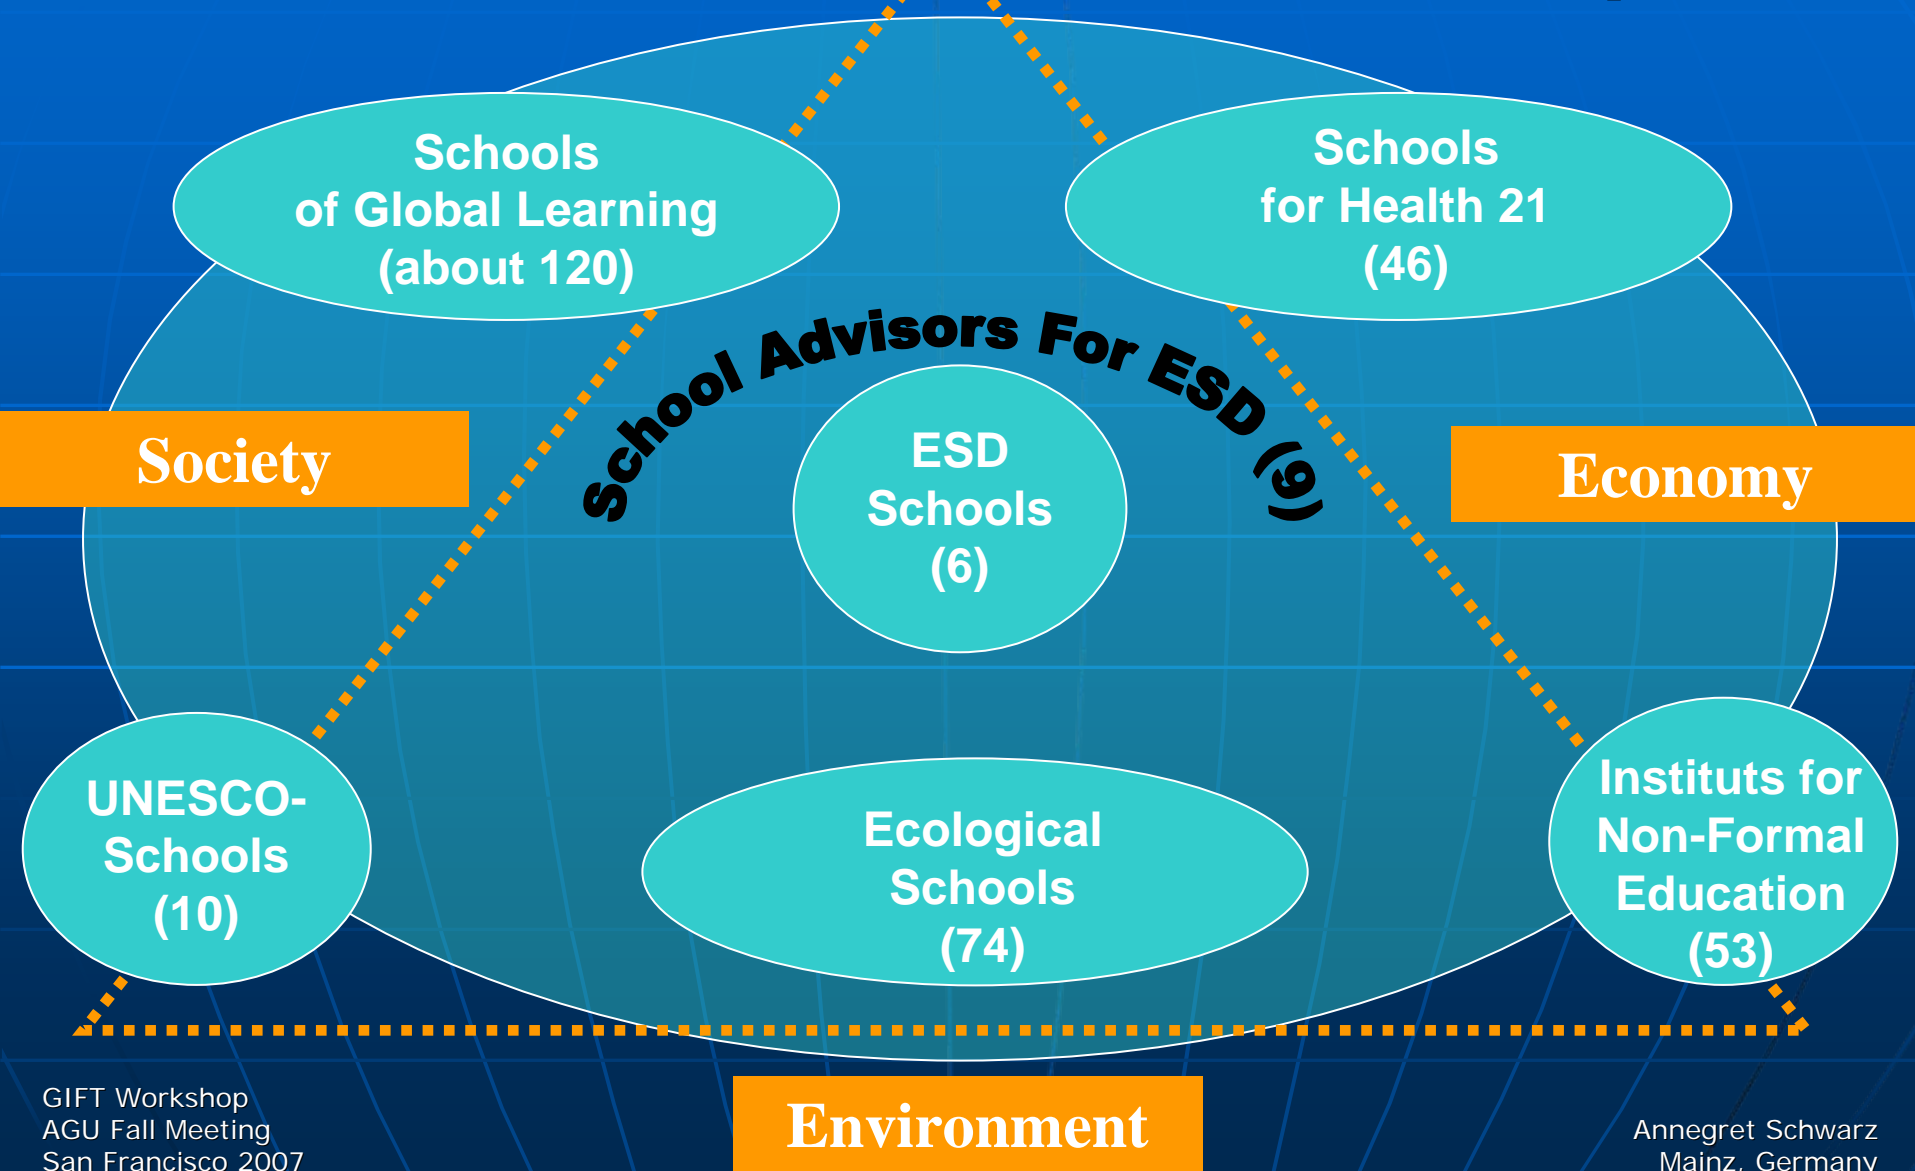 Schools
of Global Learning
(about 120)
Schools
for Health 21
(46)
School Advisors For ESD (9)
Society
ESD
Schools
(6)
Economy
UNESCO-
Schools
(10)
Ecological
Schools
(74)
Instituts for
Non-Formal
Education
(53)
Environment
GIFT Workshop
AGU Fall Meeting
San Francisco 2007
Annegret Schwarz
Mainz, Germany